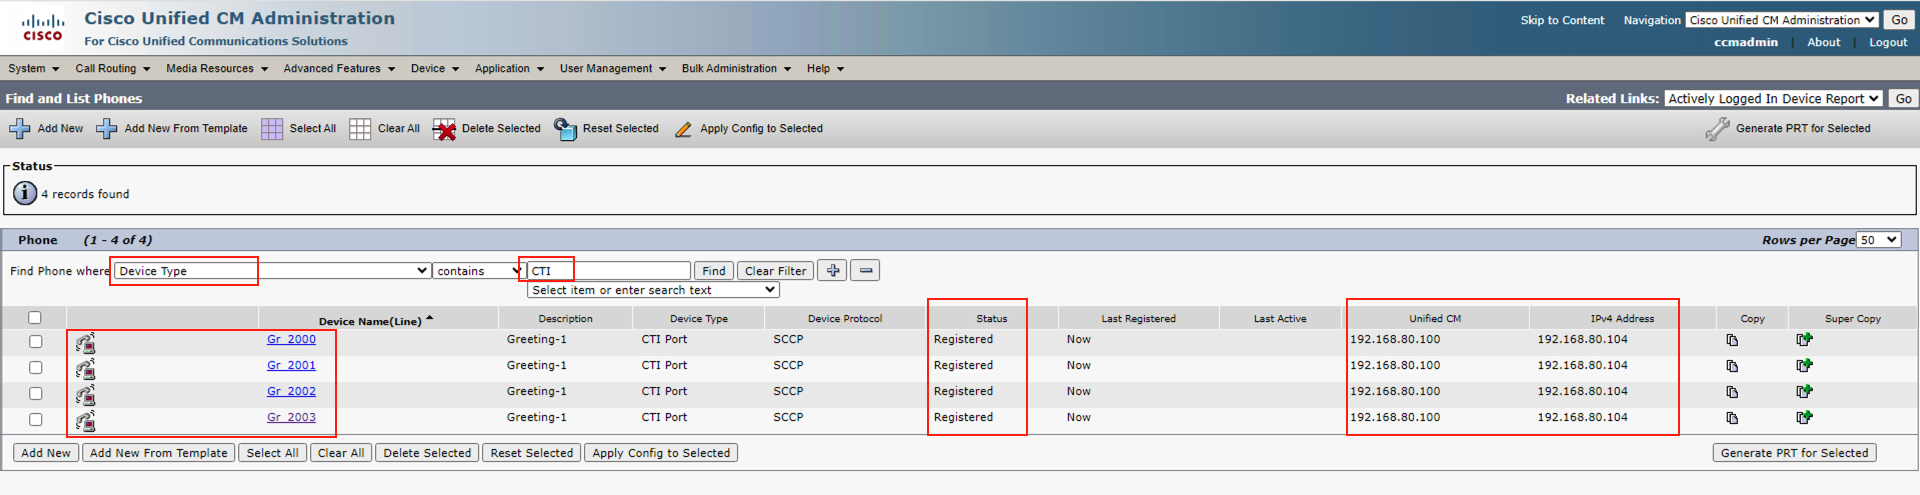 Cisco Unified CM Administration
CISCO For Cisco Unified Communications Solutions
Skip to Content Navigation Cisco Unified CM Administration Go
ccmadmin | About | Logout
System Call Routing Media Resources Advanced Features Device Application User Management Bulk Administration Help
Find and List Phones Related Links: Actively Logged In Device Report Go
Add New Add New From Template Select All Clear All Delete Selected Reset Selected Apply Config to Selected Generate PRT for Selected
Status
4 records found
Phone (1 - 4 of 4) Rows per Page 50
Find Phone where Device Type contains CTI Find Clear Filter
Select item or enter search text
Device Name(Line) Description Device Type Device Protocol Status Last Registered Last Active Unified CM IPv4 Address Copy Super Copy
Gr_2000 Greeting-1 CTI Port SCCP Registered Now 192.168.80.100 192.168.80.104
Gr_2001 Greeting-1 CTI Port SCCP Registered Now 192.168.80.100 192.168.80.104
Gr_2002 Greeting-1 CTI Port SCCP Registered Now 192.168.80.100 192.168.80.104
Gr_2003 Greeting-1 CTI Port SCCP Registered Now 192.168.80.100 192.168.80.104
Add New Add New From Template Select All Clear All Delete Selected Reset Selected Apply Config to Selected Generate PRT for Selected